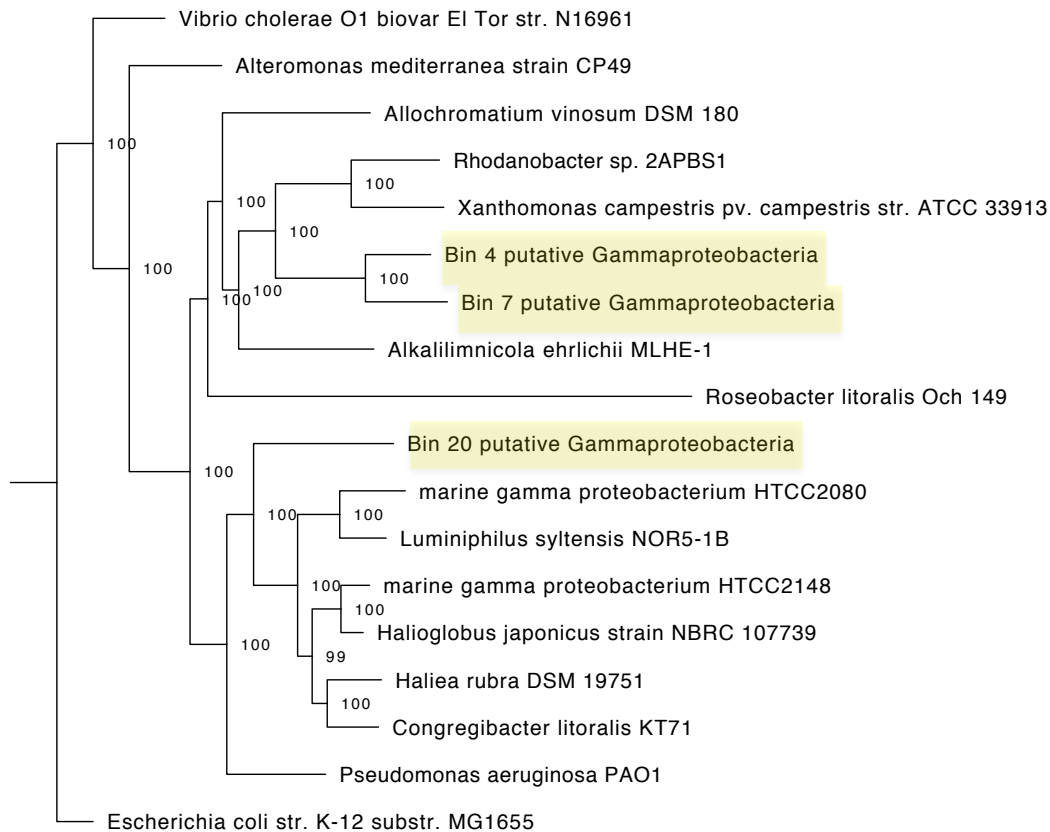 Vibrio cholerae O1 biovar El Tor str. N16961
Alteromonas mediterranea strain CP49
Allochromatium vinosum DSM 180
100
Rhodanobacter sp. 2APBS1
100
100
Xanthomonas campestris pv. campestris str. ATCC 33913
100
Bin 4 putative Gammaproteobacteria
100
100
100
100
Bin 7 putative Gammaproteobacteria
Alkalilimnicola ehrlichii MLHE-1
Roseobacter litoralis Och 149
Bin 20 putative Gammaproteobacteria
100
marine gamma proteobacterium HTCC2080
100
100
Luminiphilus syltensis NOR5-1B
marine gamma proteobacterium HTCC2148
100
100
Halioglobus japonicus strain NBRC 107739
100
99
Haliea rubra DSM 19751
100
Congregibacter litoralis KT71
Pseudomonas aeruginosa PAO1
Escherichia coli str. K-12 substr. MG1655